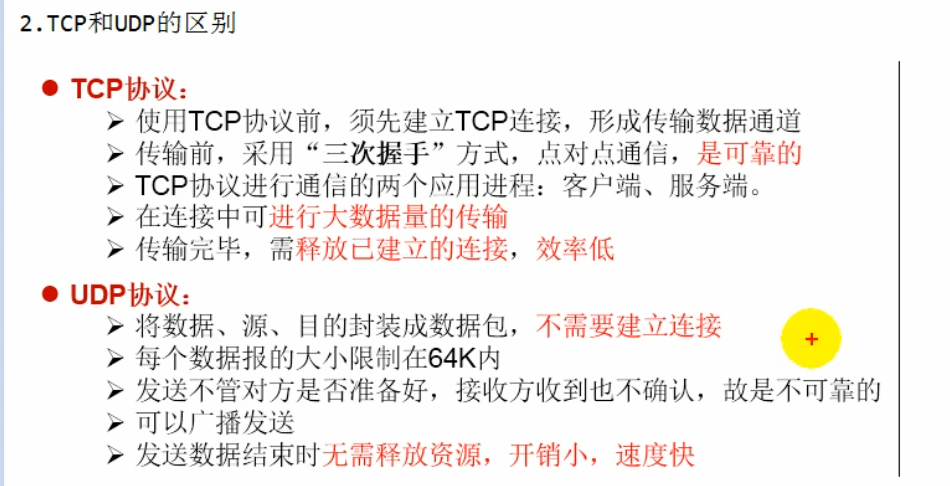 2.TCP和UDP的区别
● TCP协议：
➢ 使用TCP协议前，须先建立TCP连接，形成传输数据通道
➢ 传输前，采用“三次握手”方式，点对点通信，是可靠的
➢ TCP协议进行通信的两个应用进程：客户端、服务端。
➢ 在连接中可进行大数据量的传输
➢ 传输完毕，需释放已建立的连接，效率低
● UDP协议：
➢ 将数据、源、目的封装成数据包，不需要建立连接
➢ 每个数据报的大小限制在64K内
➢ 发送不管对方是否准备好，接收方收到也不确认，故是不可靠的
➢ 可以广播发送
➢ 发送数据结束时无需释放资源，开销小，速度快